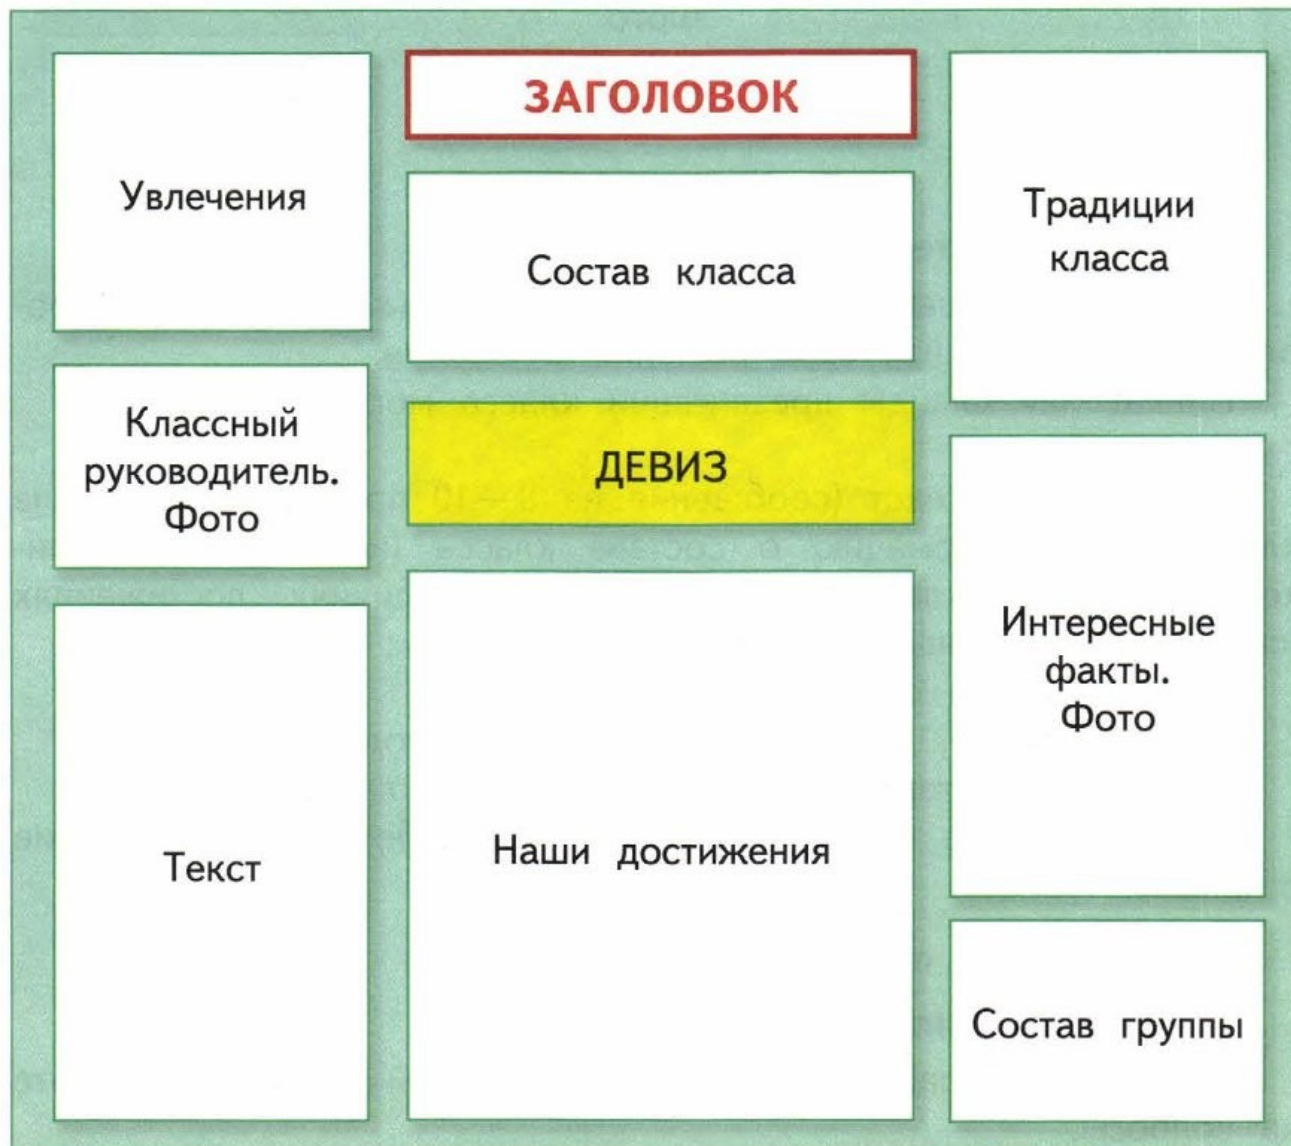 ЗАГОЛОВОК
Увлечения
Состав класса
Традиции
класса
Классный
руководитель.
Фото
ДЕВИЗ
Интересные
факты.
Фото
Текст
Наши достижения
Состав группы